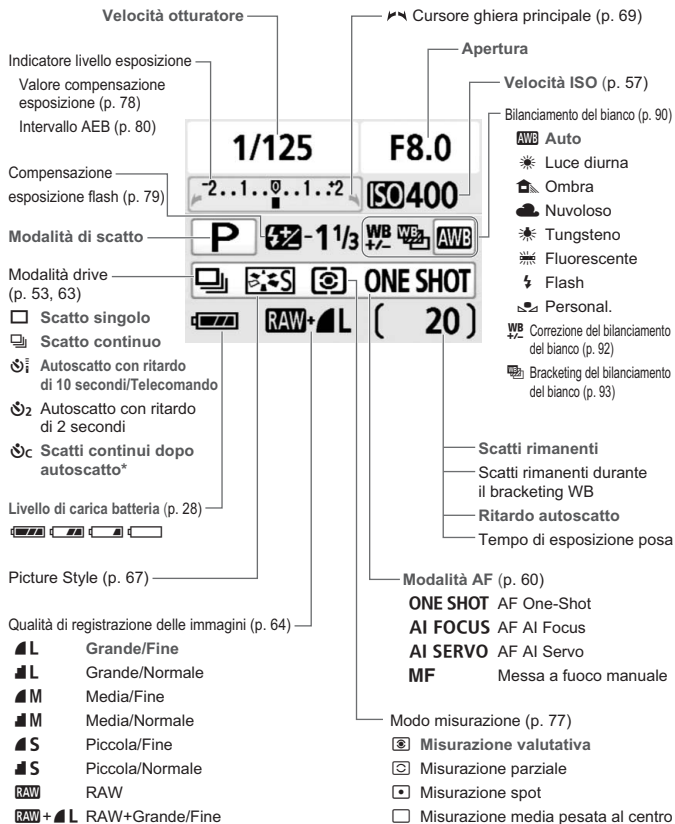 Velocità otturatore
Cursore ghiera principale (p. 69)
Apertura
Indicatore livello esposizione
Valore compensazione
esposizione (p. 78)
Intervallo AEB (p. 80)
Velocità ISO (p. 57)
Bilanciamento del bianco (p. 90)
AWB Auto
Luce diurna
Ombra
Nuvoloso
Tungsteno
Fluorescente
Flash
Personal.
WB +/- Correzione del bilanciamento
del bianco (p. 92)
WB Bracketing del bilanciamento
del bianco (p. 93)
1/125 F8.0
-2..1..0..1..+2 ISO 400
P -1 1/3 WB +/- WB AWB
S ONE SHOT
RAW+ L [ 20 ]
Compensazione
esposizione flash (p. 79)
Modalità di scatto
Modalità drive
(p. 53, 63)
Scatto singolo
Scatto continuo
Autoscatto con ritardo
di 10 secondi/Telecomando
2 Autoscatto con ritardo
di 2 secondi
C Scatti continui dopo
autoscatto*
Livello di carica batteria (p. 28)
Scatti rimanenti
Scatti rimanenti durante
il bracketing WB
Ritardo autoscatto
Tempo di esposizione posa
Picture Style (p. 67)
Modalità AF (p. 60)
ONE SHOT AF One-Shot
AI FOCUS AF AI Focus
AI SERVO AF AI Servo
MF Messa a fuoco manuale
Qualità di registrazione delle immagini (p. 64)
L Grande/Fine
L Grande/Normale
M Media/Fine
M Media/Normale
S Piccola/Fine
S Piccola/Normale
RAW RAW
RAW + L RAW+Grande/Fine
Modo misurazione (p. 77)
Misurazione valutativa
Misurazione parziale
Misurazione spot
Misurazione media pesata al centro